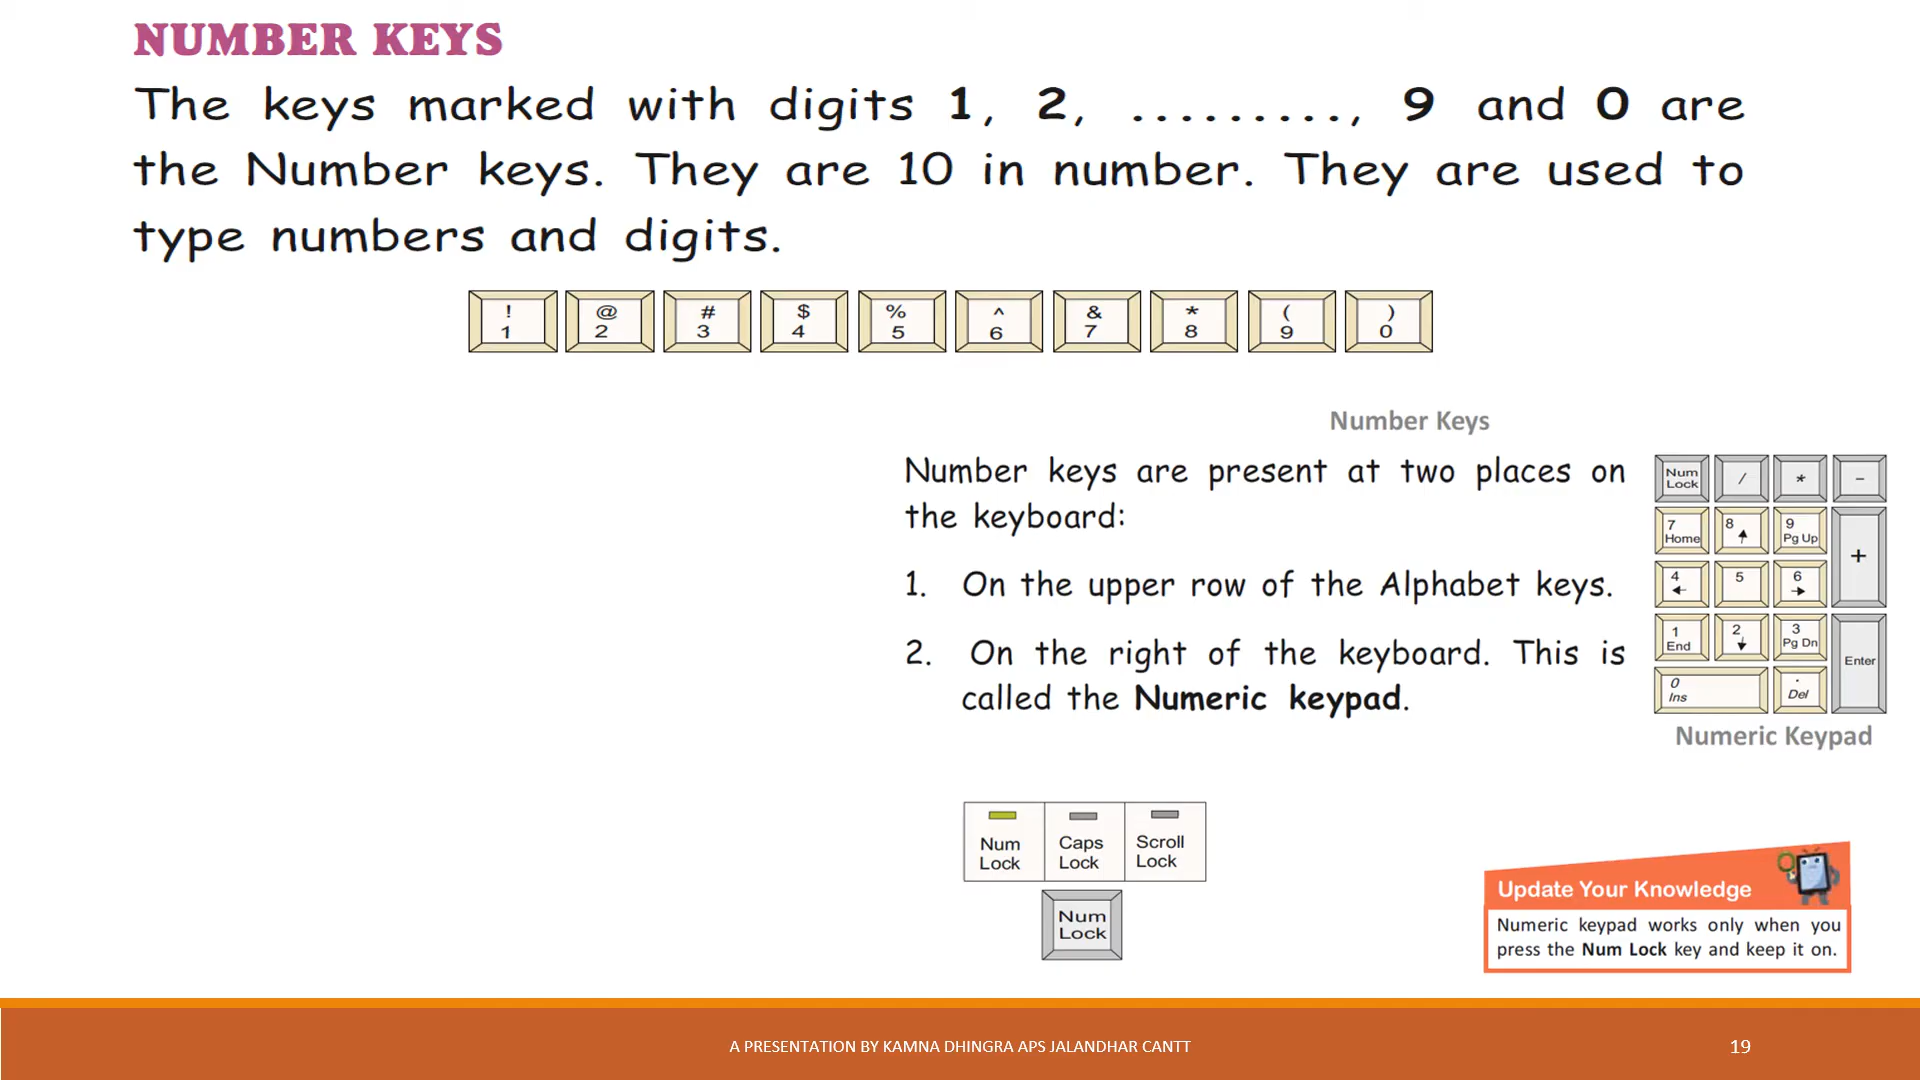 NUMBER KEYS
The keys marked with digits 1, 2, .........., 9 and 0 are
the Number keys. They are 10 in number. They are used to
type numbers and digits.
! @ # $ % ^ & * ( )
1 2 3 4 5 6 7 8 9 0
Number Keys
Number keys are present at two places on
the keyboard:
1. On the upper row of the Alphabet keys.
2. On the right of the keyboard. This is
called the Numeric keypad.
Num
Lock / * -
7
Home
8
9
Pg Up
+
4
5
6
1
End
2
3
Pg Dn
Enter
0
Ins
.
Del
Numeric Keypad
Num
Lock
Caps
Lock
Scroll
Lock
Num
Lock
Update Your Knowledge
Numeric keypad works only when you
press the Num Lock key and keep it on.
A PRESENTATION BY KAMNA DHINGRA APS JALANDHAR CANTT
19